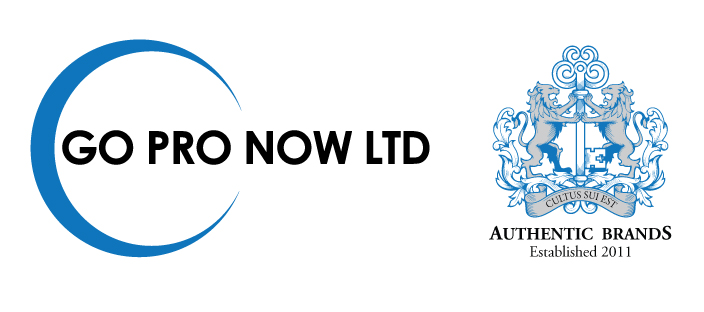 GO PRO NOW LTD
CULTUS SUI EST
AUTHENTIC BRANDS
Established 2011